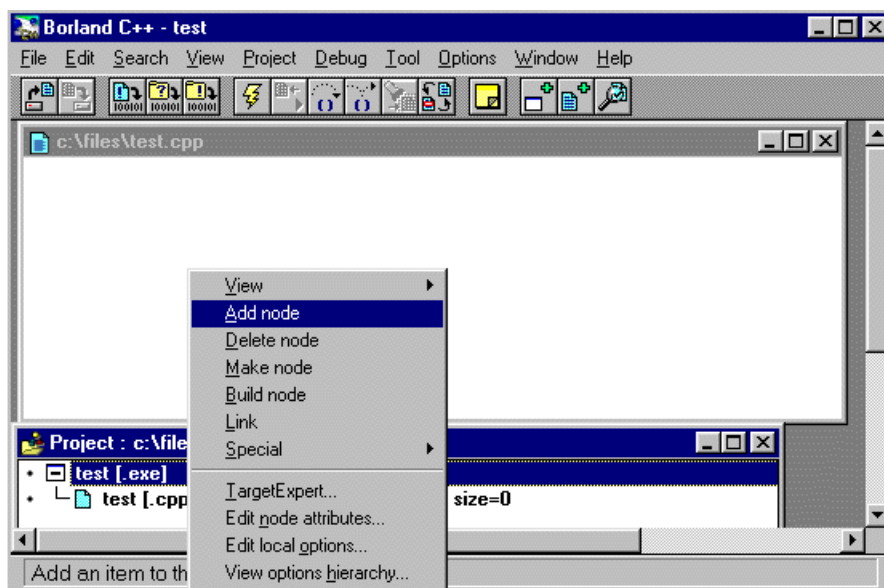 Borland C++ - test
File Edit Search View Project Debug Tool Options Window Help
c:\files\test.cpp
View
Add node
Delete node
Make node
Build node
Link
Special
TargetExpert...
Edit node attributes...
Edit local options...
View options hierarchy...
Project : c:\file
test [.exe]
test [.cpp size=0
Add an item to th